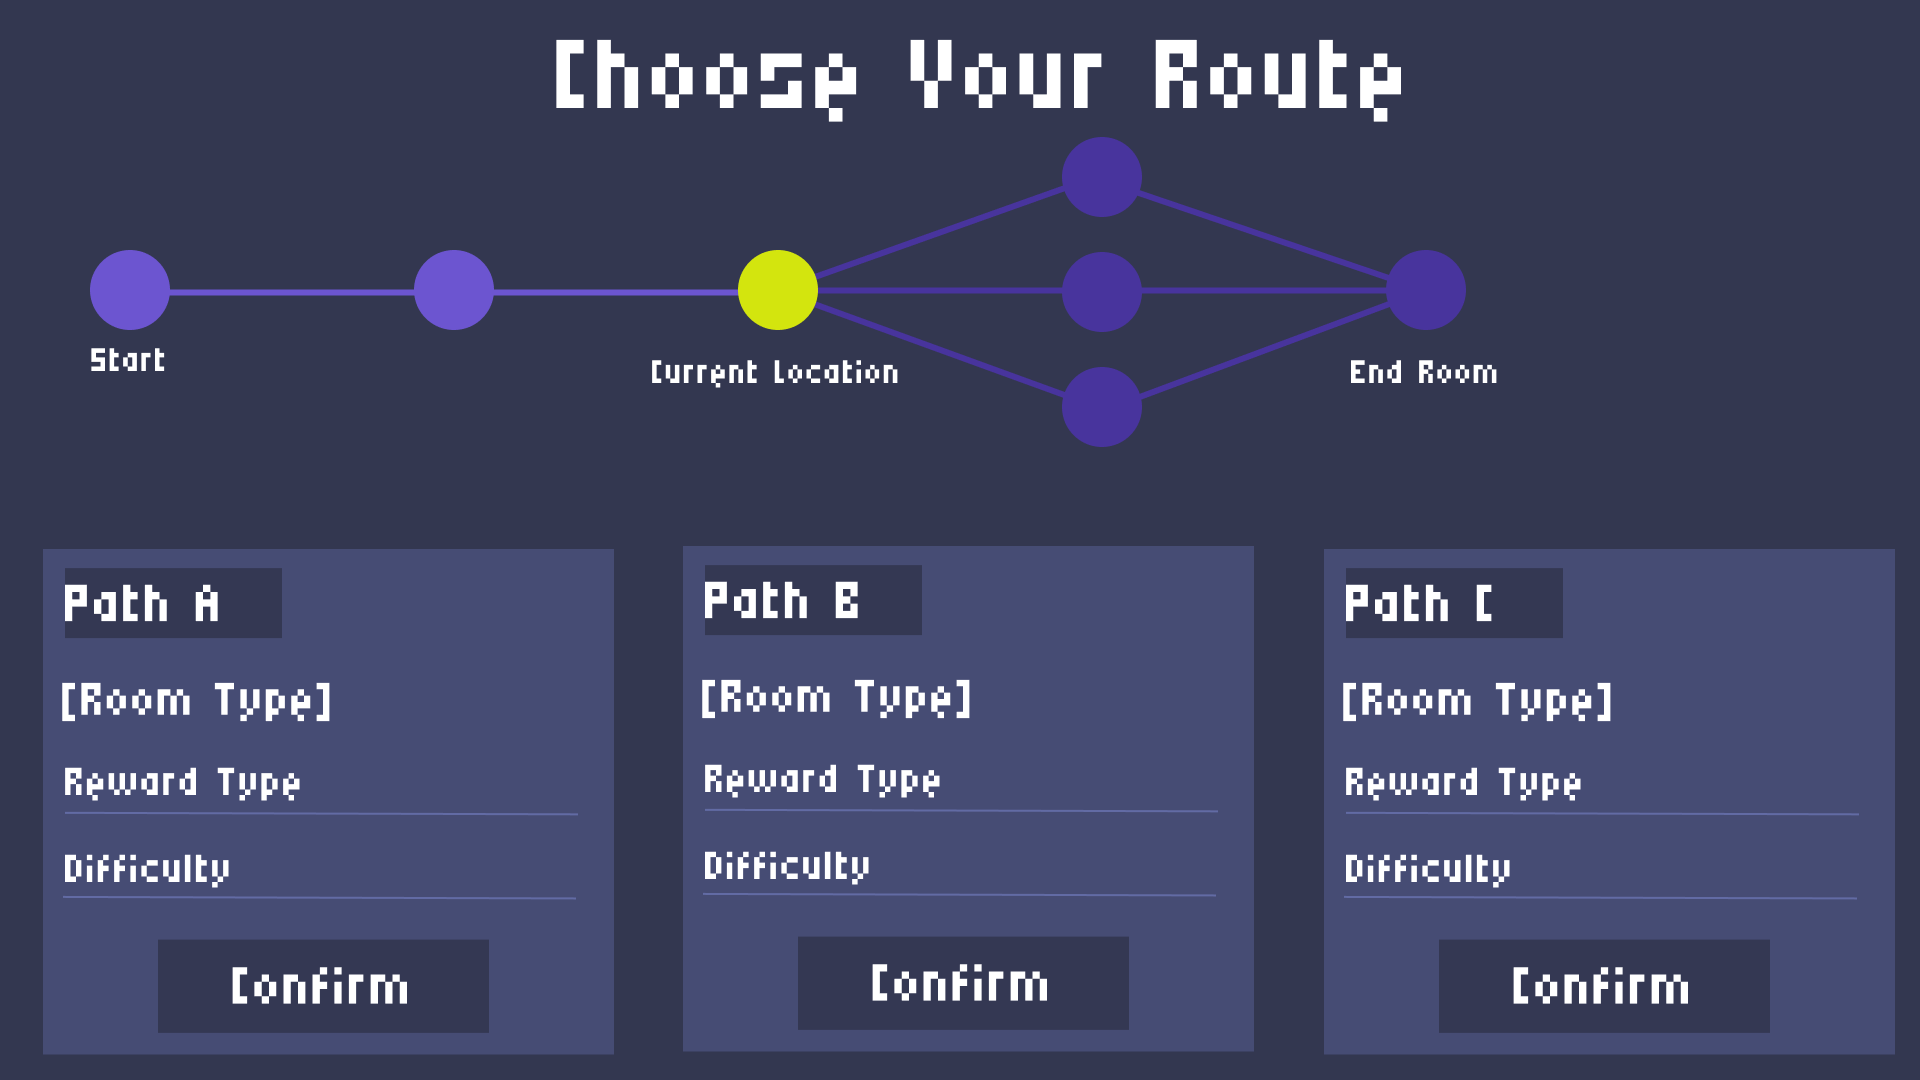 Choose Your Route
Start
Current Location
End Room
Path A
[Room Type]
Reward Type
Difficulty
Confirm
Path B
[Room Type]
Reward Type
Difficulty
Confirm
Path C
[Room Type]
Reward Type
Difficulty
Confirm